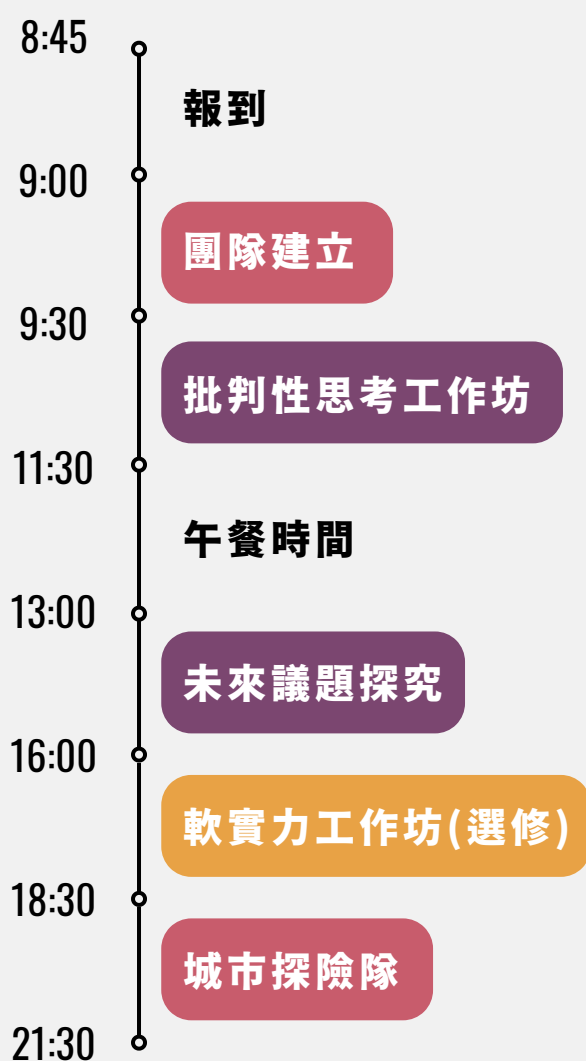 8:45
報到
9:00
團隊建立
9:30
批判性思考工作坊
11:30
午餐時間
13:00
未來議題探究
16:00
軟實力工作坊(選修)
18:30
城市探險隊
21:30